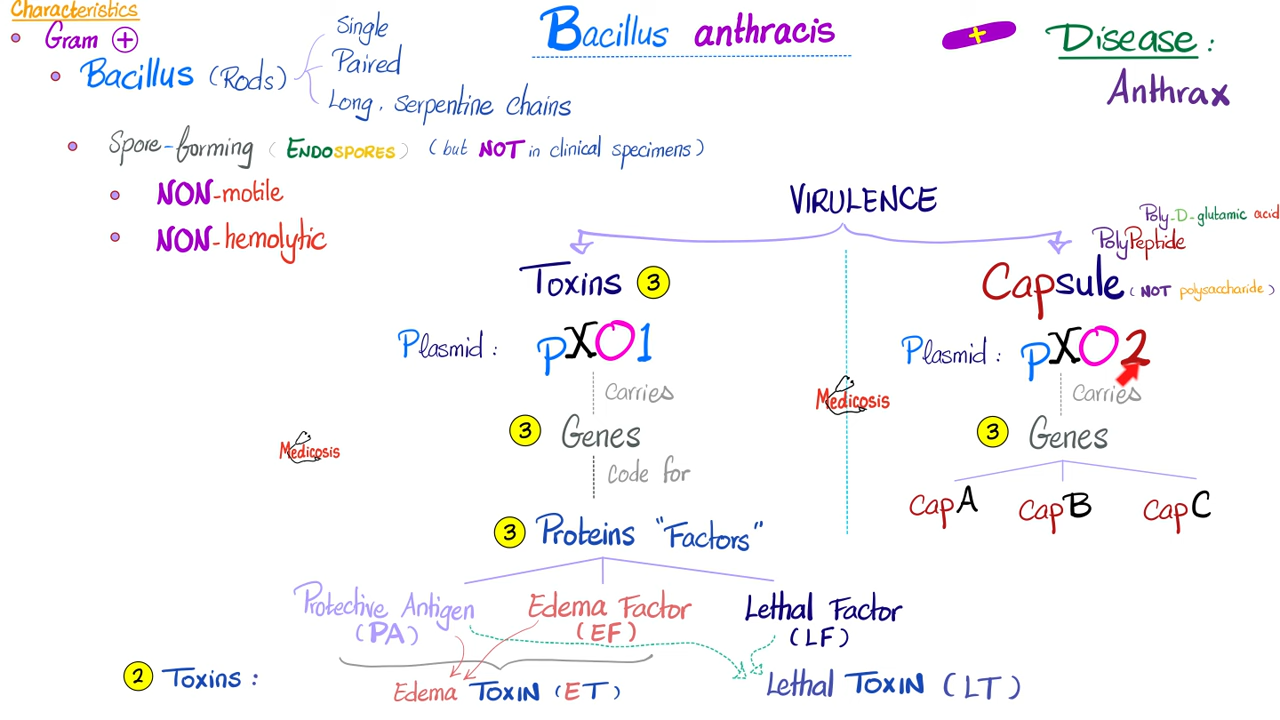 Characteristics
Gram +
Bacillus (Rods)
Single
Paired
Long, serpentine chains
Spore-forming (ENDOSPORES) (but NOT in clinical specimens)
NON-motile
NON-hemolytic
Bacillus anthracis
+
Disease:
Anthrax
VIRULENCE
Toxins 3
Plasmid: pXO1
Carries
3 Genes
Code for
3 Proteins "Factors"
Protective Antigen
(PA)
Edema Factor
(EF)
Lethal Factor
(LF)
2 Toxins:
Edema TOXIN (ET)
Lethal TOXIN (LT)
Poly-D-glutamic acid
PolyPeptide
Capsule (NOT polysaccharide)
Plasmid: pXO2
Carries
3 Genes
CapA
CapB
CapC
Medicosis
Medicosis